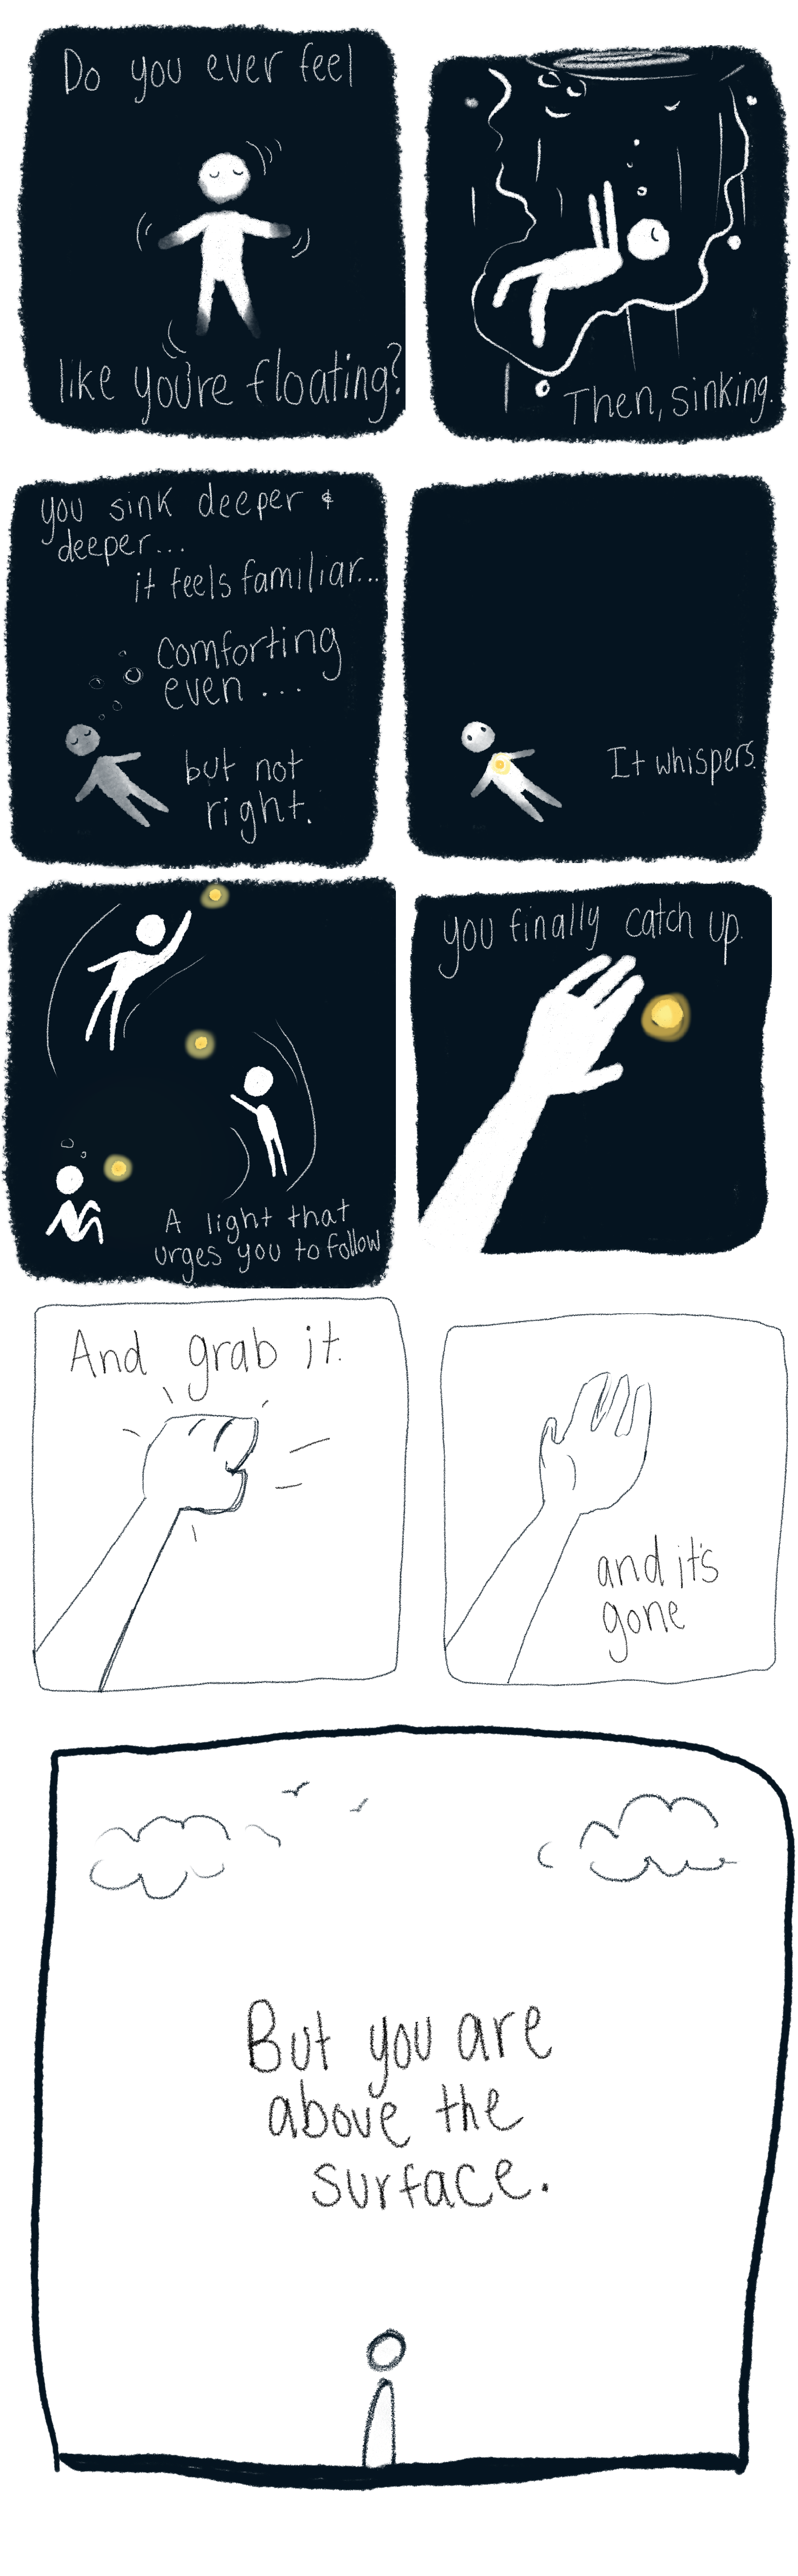 Do you ever feel
like you're floating?
Then, sinking.
you sink deeper &
deeper...
it feels familiar...
Comforting
even ...
but not
right.
It whispers.
A light that
urges you to follow
you finally catch up.
And grab it.
and it's
gone
But you are
above the
surface.